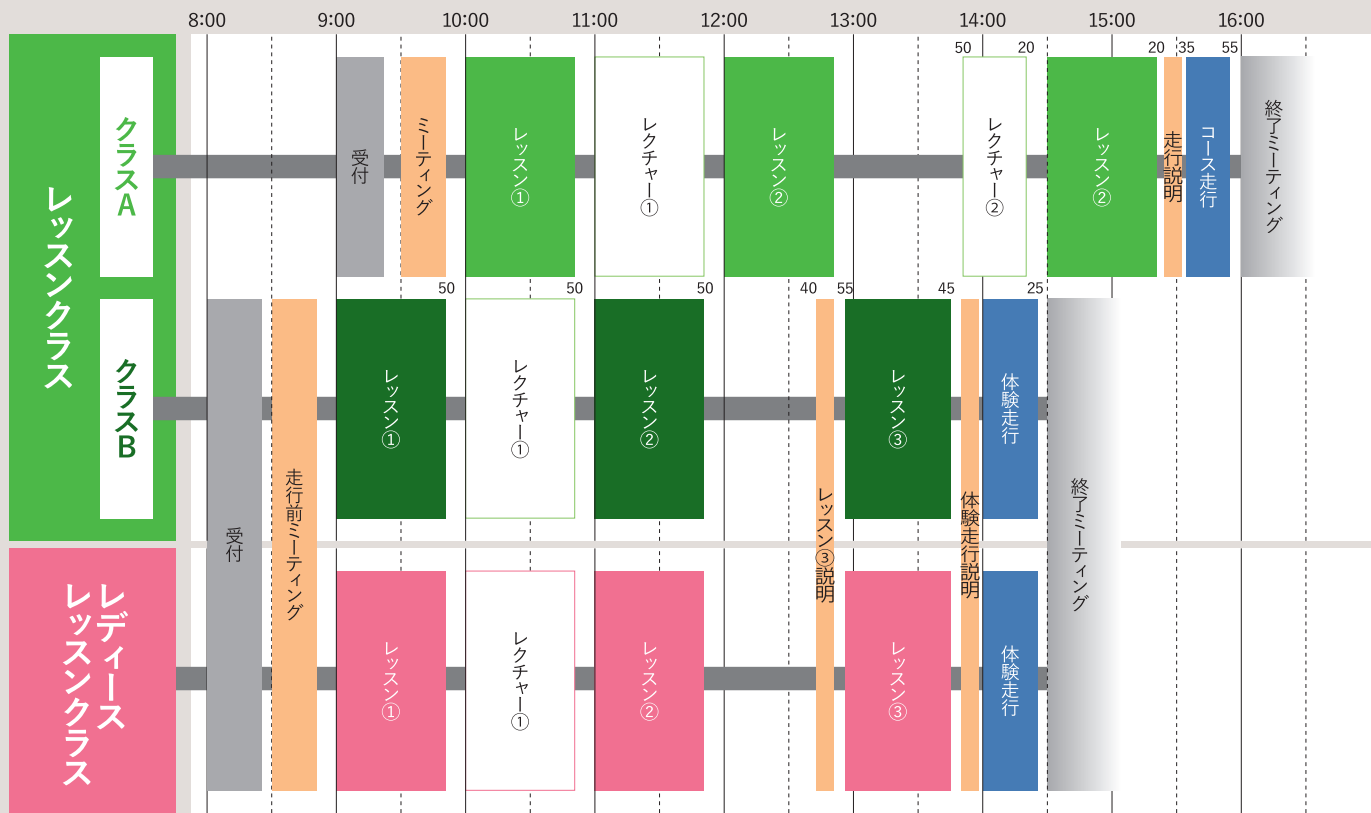 8:00 9:00 10:00 11:00 12:00 13:00 14:00 15:00 16:00
レッスンクラス
クラスA
受付
ミーティング
レッスン①
レクチャー①
レッスン②
50 20
レクチャー②
レッスン②
20 35 55
走行説明
コース走行
終了ミーティング
クラスB
受付
走行前ミーティング
50
レッスン①
50
レクチャー①
50
レッスン②
40 55
レッスン③説明
45
レッスン③
体験走行説明
25
体験走行
終了ミーティング
レディース
レッスンクラス
レッスン①
レクチャー①
レッスン②
レッスン③
体験走行